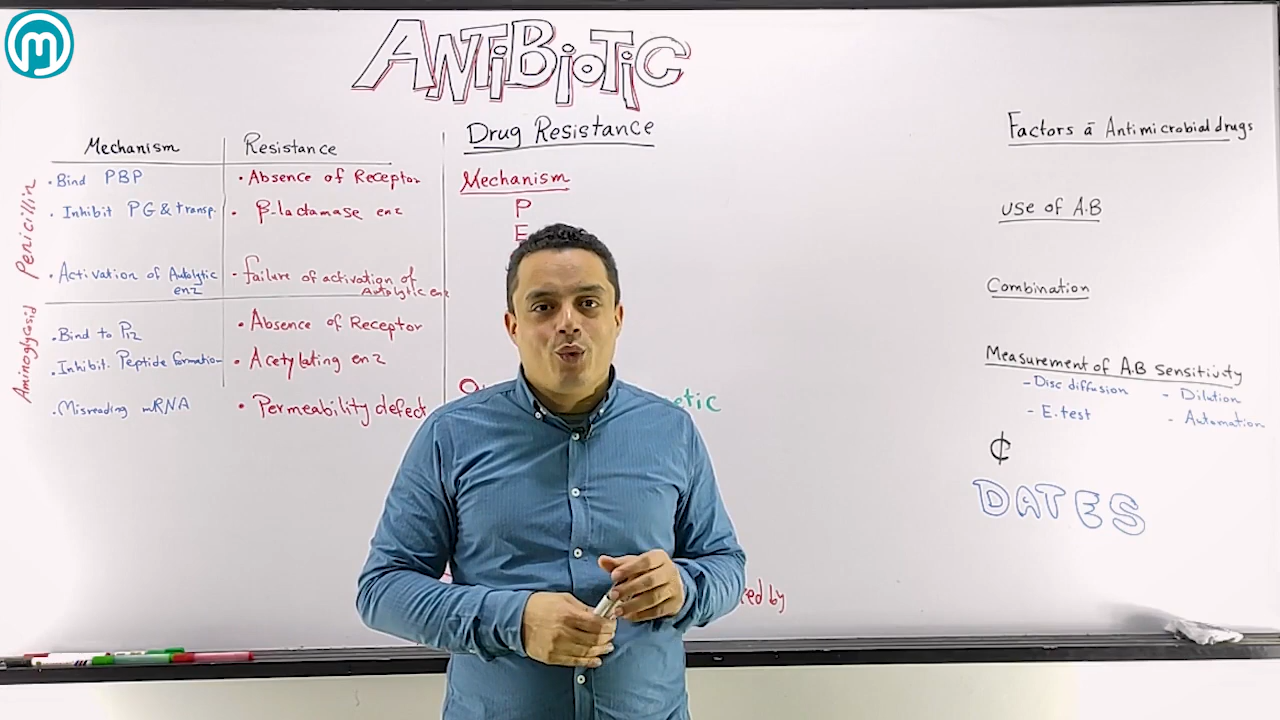 m
ANTiBiOTiC
Mechanism
Resistance
Penicillin
• Bind PBP
• Absence of Receptor
• Inhibit PG & transp.
• β-lactamase enz
• Activation of Autolytic
enz
- failure of activation of
Autolytic enz
Aminoglycosid
• Bind to P12
• Absence of Receptor
• Inhibit. Peptide formation
• Acetylating enz
• Misreading mRNA
• Permeability defect
Drug Resistance
Mechanism
P
E
Factors ā Antimicrobial drugs
use of A.B
Combination
Measurement of A.B Sensitivity
- Disc diffusion
- Dilution
- E.test
- Automation
₵
DATES
by